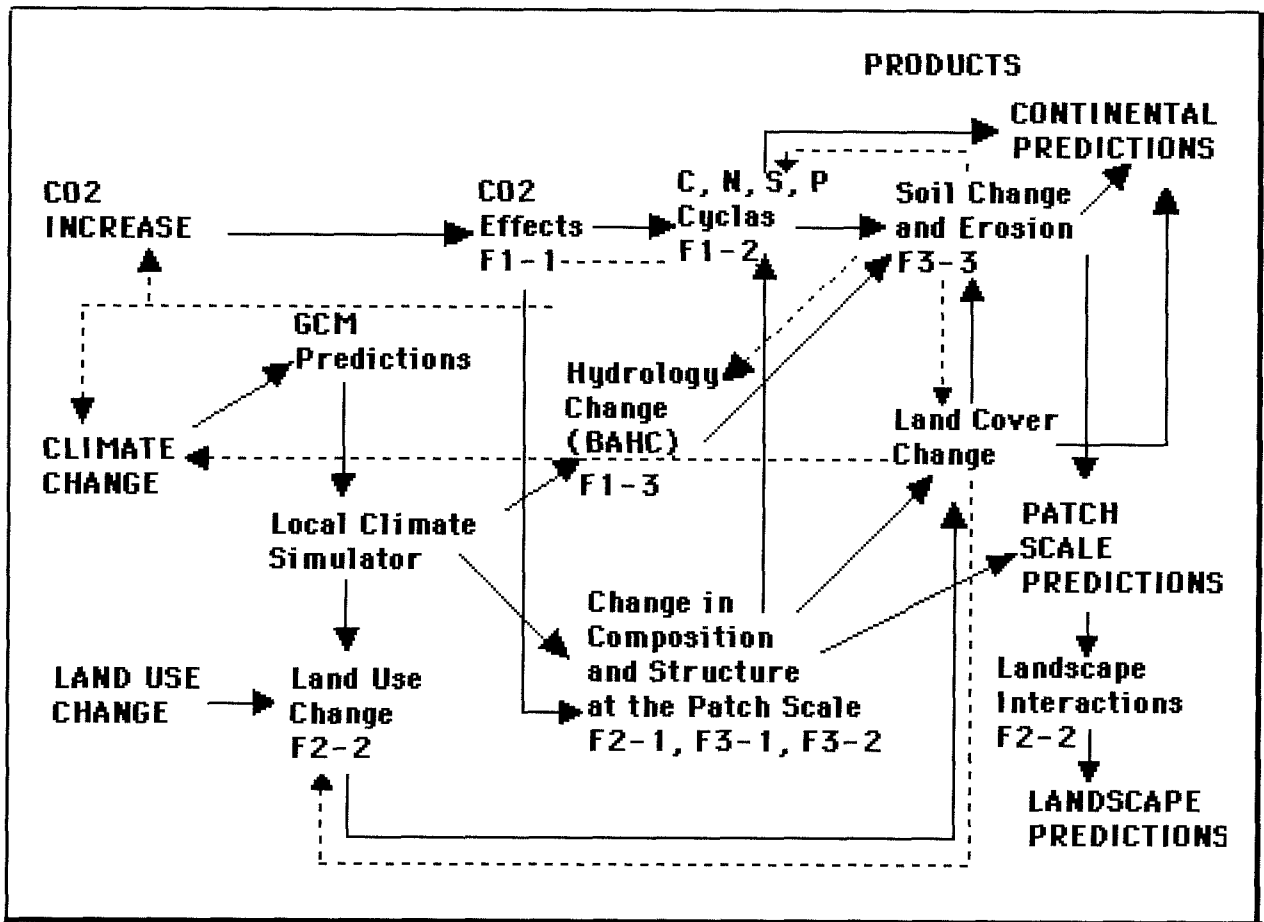 PRODUCTS
CONTINENTAL
PREDICTIONS
CO2
INCREASE
CO2
Effects
F1-1
C, N, S, P
Cyclas
F1-2
Soil Change
and Erosion
F3-3
GCM
Predictions
Hydrology
Change
(BAHC)
F1-3
Land Cover
Change
CLIMATE
CHANGE
Local Climate
Simulator
PATCH
SCALE
PREDICTIONS
Change in
Composition
and Structure
at the Patch Scale
F2-1, F3-1, F3-2
LAND USE
CHANGE
Land Use
Change
F2-2
Landscape
Interactions
F2-2
LANDSCAPE
PREDICTIONS